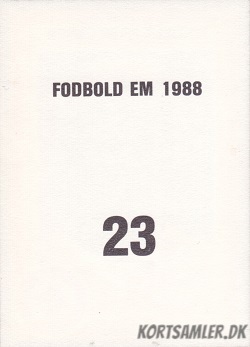 FODBOLD EM 1988
23
KORTSAMLER.DK